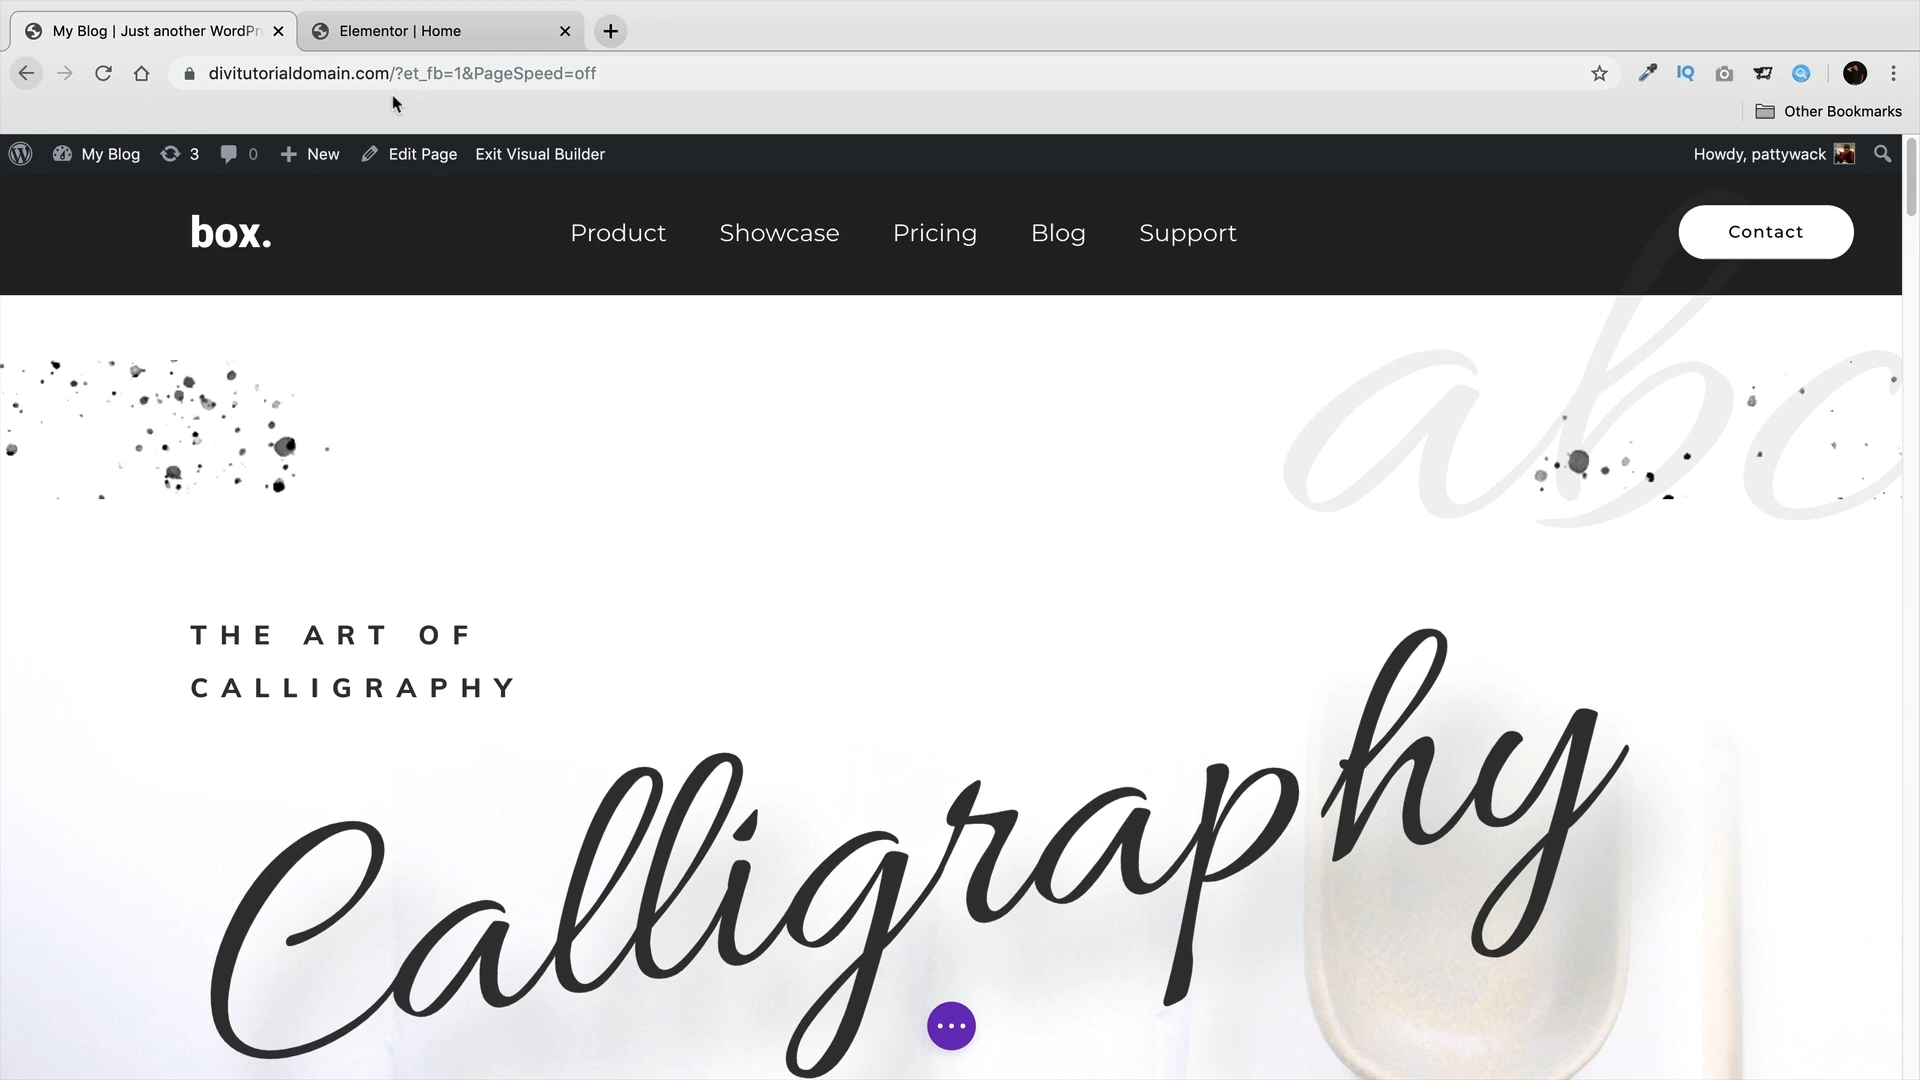 My Blog | Just another WordPr
Elementor | Home
divitutorialdomain.com/?et_fb=1&PageSpeed=off
IQ
Other Bookmarks
My Blog 3 0 New Edit Page Exit Visual Builder Howdy, pattywack
box. Product Showcase Pricing Blog Support Contact
abc
THE ART OF
CALLIGRAPHY
Calligraphy